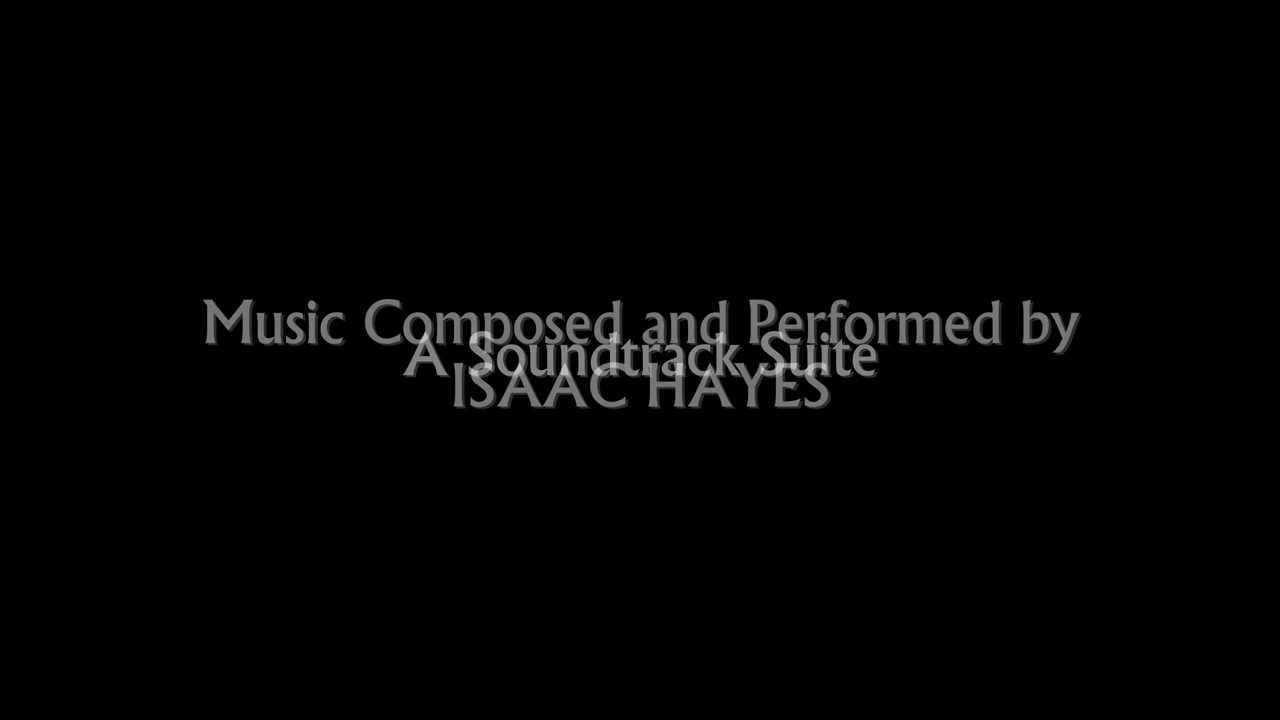 Music Composed and Performed by
A Soundtrack Suite
ISAAC HAYES